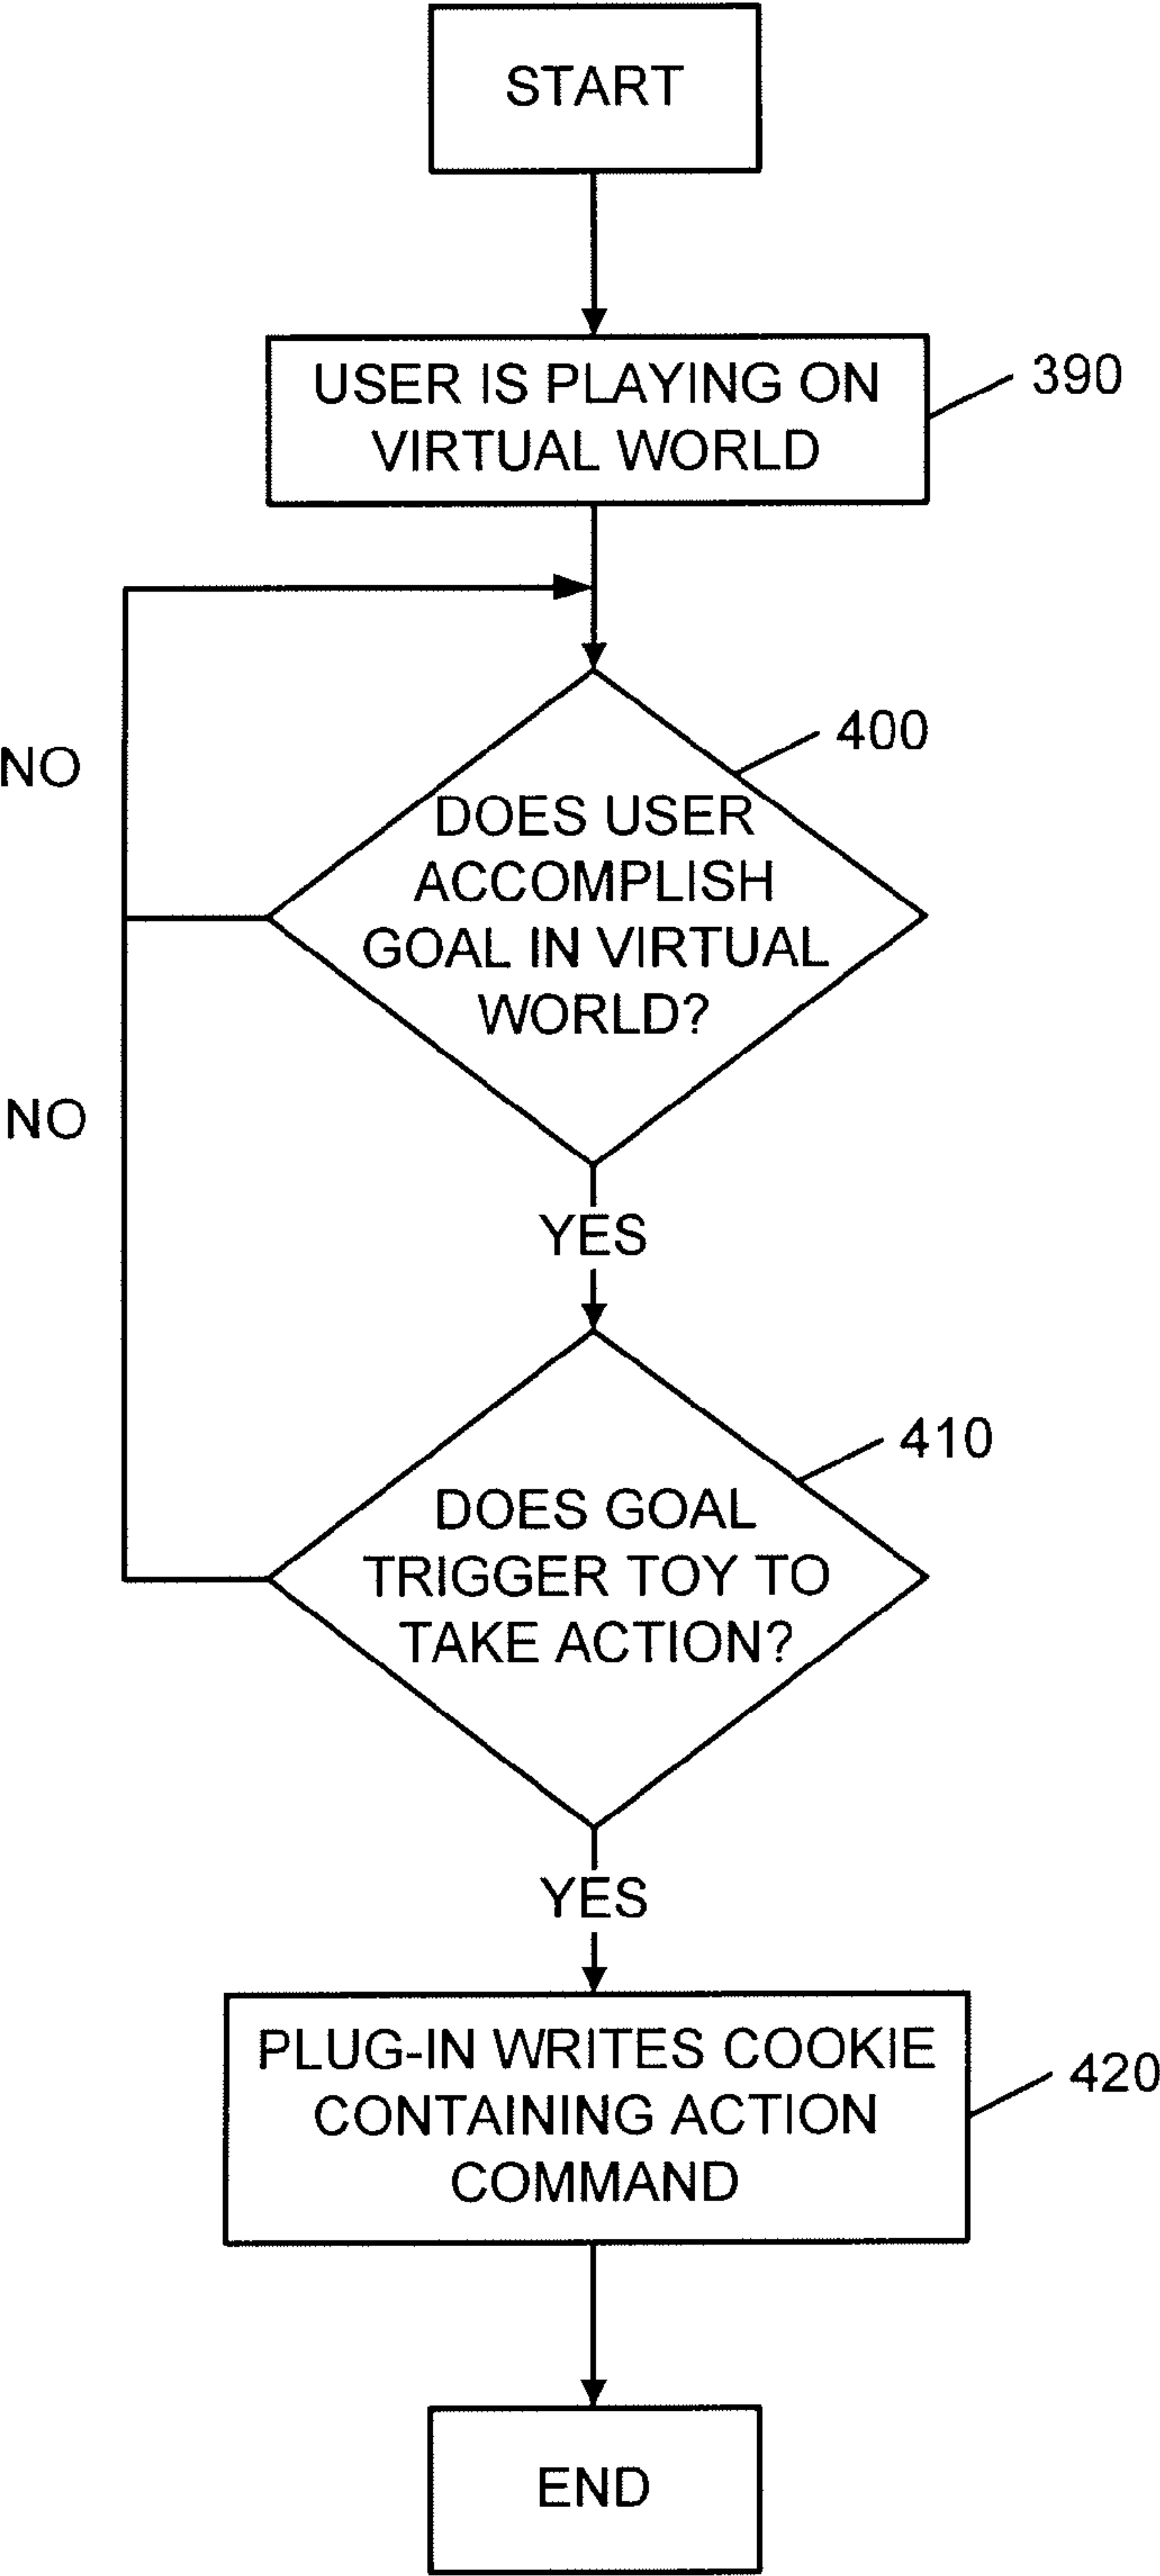 START
USER IS PLAYING ON
VIRTUAL WORLD
390
NO
400
DOES USER
ACCOMPLISH
GOAL IN VIRTUAL
WORLD?
NO
YES
410
DOES GOAL
TRIGGER TOY TO
TAKE ACTION?
YES
PLUG-IN WRITES COOKIE
CONTAINING ACTION
COMMAND
420
END